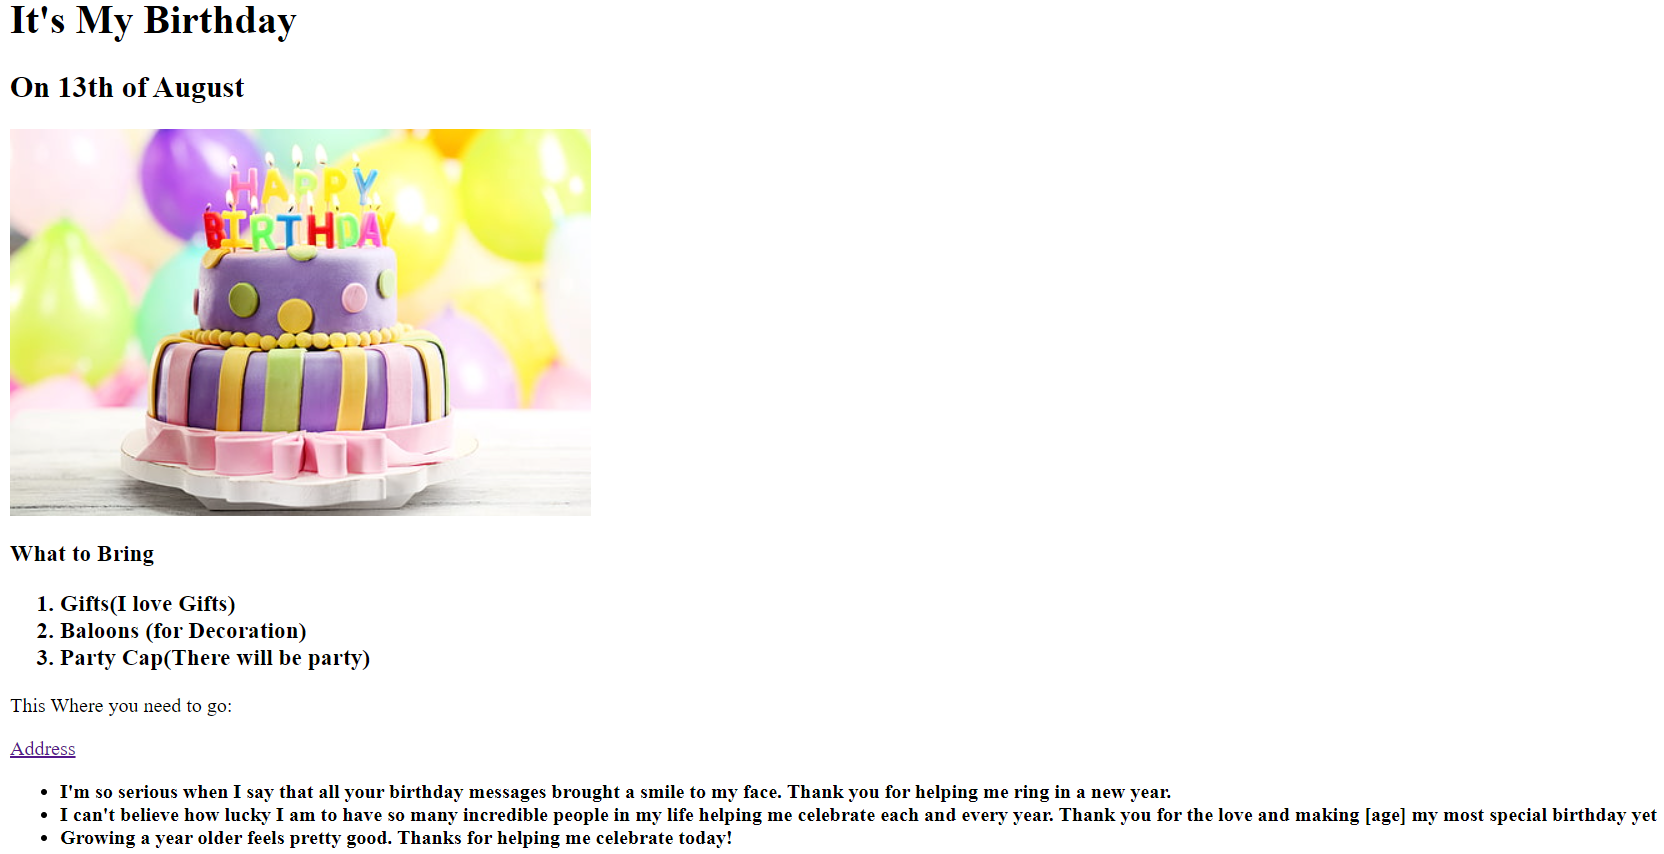 It's My Birthday
On 13th of August
HAPPY
BIRTHDAY
What to Bring
1. Gifts(I love Gifts)
2. Baloons (for Decoration)
3. Party Cap(There will be party)
This Where you need to go:
Address
• I'm so serious when I say that all your birthday messages brought a smile to my face. Thank you for helping me ring in a new year.
• I can't believe how lucky I am to have so many incredible people in my life helping me celebrate each and every year. Thank you for the love and making [age] my most special birthday yet
• Growing a year older feels pretty good. Thanks for helping me celebrate today!